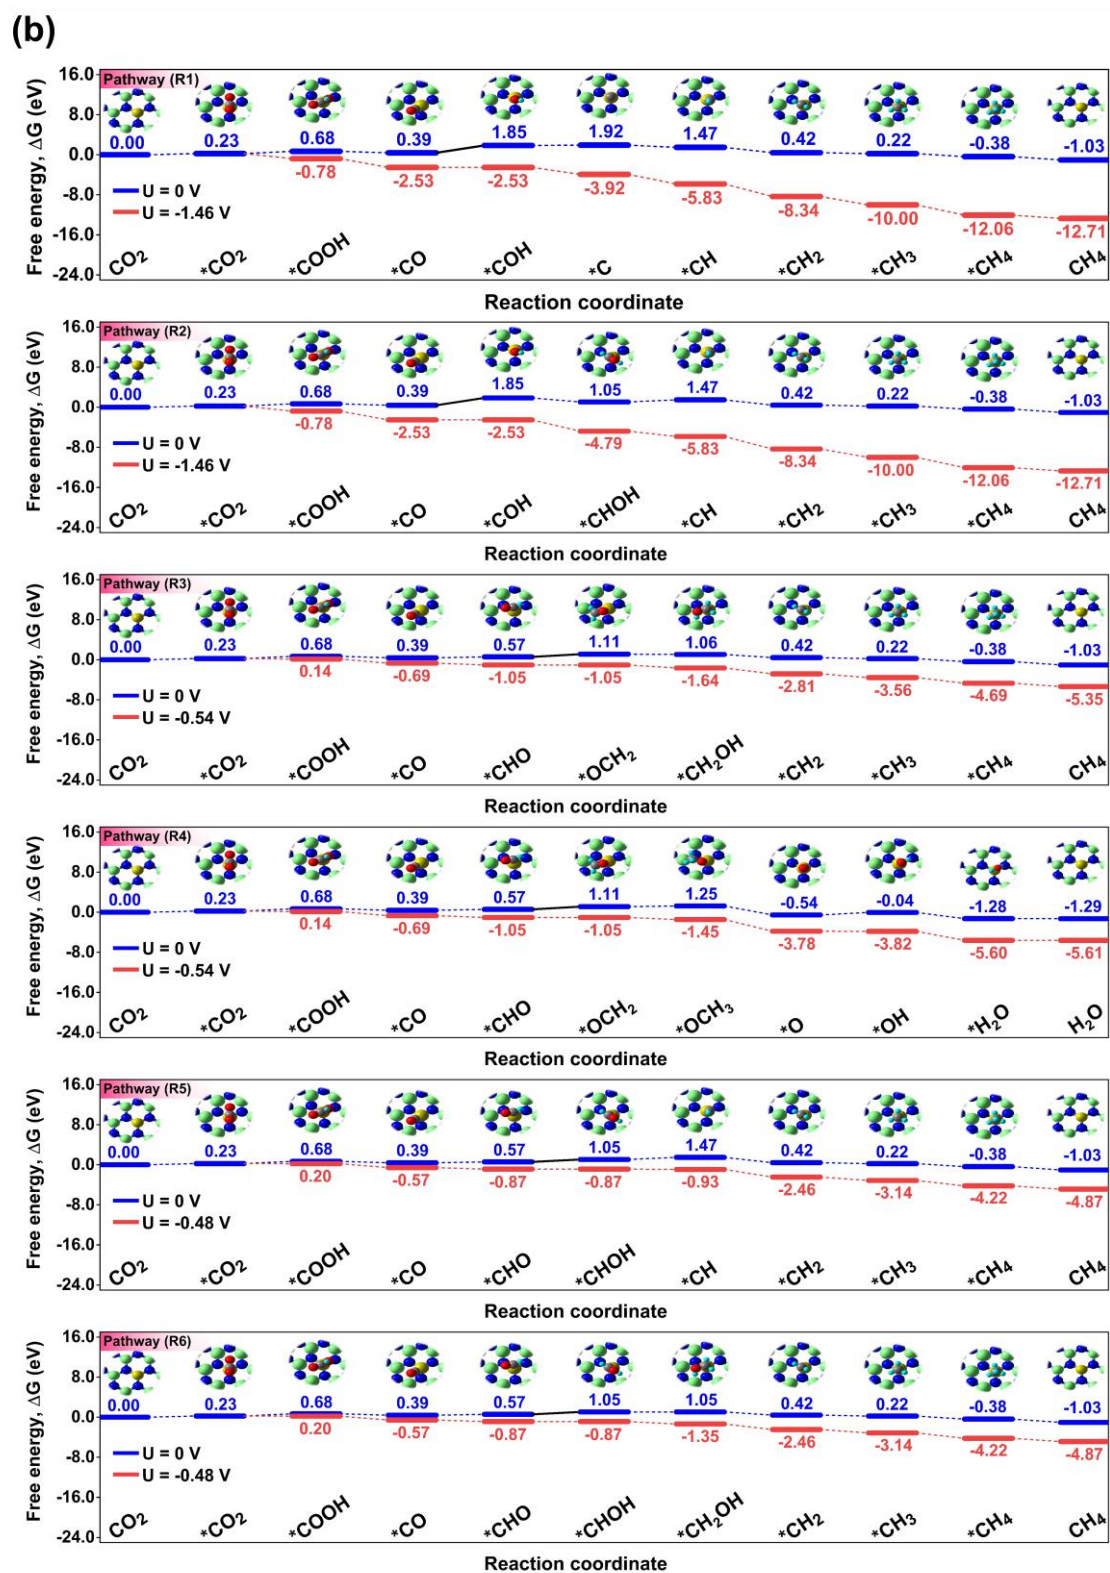 (b)
Free energy, ΔG (eV)
16.0
8.0
0.0
-8.0
-16.0
-24.0
Pathway (R1)
0.00 0.23 0.68 0.39 1.85 1.92 1.47 0.42 0.22 -0.38 -1.03
-0.78 -2.53 -2.53 -3.92 -5.83 -8.34 -10.00 -12.06 -12.71
U = 0 V
U = -1.46 V
CO₂ *CO₂ *COOH *CO *COH *C *CH *CH₂ *CH₃ *CH₄ CH₄
Reaction coordinate
Free energy, ΔG (eV)
16.0
8.0
0.0
-8.0
-16.0
-24.0
Pathway (R2)
0.00 0.23 0.68 0.39 1.85 1.05 1.47 0.42 0.22 -0.38 -1.03
-0.78 -2.53 -2.53 -4.79 -5.83 -8.34 -10.00 -12.06 -12.71
U = 0 V
U = -1.46 V
CO₂ *CO₂ *COOH *CO *COH *CHOH *CH *CH₂ *CH₃ *CH₄ CH₄
Reaction coordinate
Free energy, ΔG (eV)
16.0
8.0
0.0
-8.0
-16.0
-24.0
Pathway (R3)
0.00 0.23 0.68 0.39 0.57 1.11 1.06 0.42 0.22 -0.38 -1.03
0.14 -0.69 -1.05 -1.05 -1.64 -2.81 -3.56 -4.69 -5.35
U = 0 V
U = -0.54 V
CO₂ *CO₂ *COOH *CO *CHO *OCH₂ *CH₂OH *CH₂ *CH₃ *CH₄ CH₄
Reaction coordinate
Free energy, ΔG (eV)
16.0
8.0
0.0
-8.0
-16.0
-24.0
Pathway (R4)
0.00 0.23 0.68 0.39 0.57 1.11 1.25 -0.54 -0.04 -1.28 -1.29
0.14 -0.69 -1.05 -1.05 -1.45 -3.78 -3.82 -5.60 -5.61
U = 0 V
U = -0.54 V
CO₂ *CO₂ *COOH *CO *CHO *OCH₂ *OCH₃ *O *OH *H₂O H₂O
Reaction coordinate
Free energy, ΔG (eV)
16.0
8.0
0.0
-8.0
-16.0
-24.0
Pathway (R5)
0.00 0.23 0.68 0.39 0.57 1.05 1.47 0.42 0.22 -0.38 -1.03
0.20 -0.57 -0.87 -0.87 -0.93 -2.46 -3.14 -4.22 -4.87
U = 0 V
U = -0.48 V
CO₂ *CO₂ *COOH *CO *CHO *CHOH *CH *CH₂ *CH₃ *CH₄ CH₄
Reaction coordinate
Free energy, ΔG (eV)
16.0
8.0
0.0
-8.0
-16.0
-24.0
Pathway (R6)
0.00 0.23 0.68 0.39 0.57 1.05 1.05 0.42 0.22 -0.38 -1.03
0.20 -0.57 -0.87 -0.87 -1.35 -2.46 -3.14 -4.22 -4.87
U = 0 V
U = -0.48 V
CO₂ *CO₂ *COOH *CO *CHO *CHOH *CH₂OH *CH₂ *CH₃ *CH₄ CH₄
Reaction coordinate